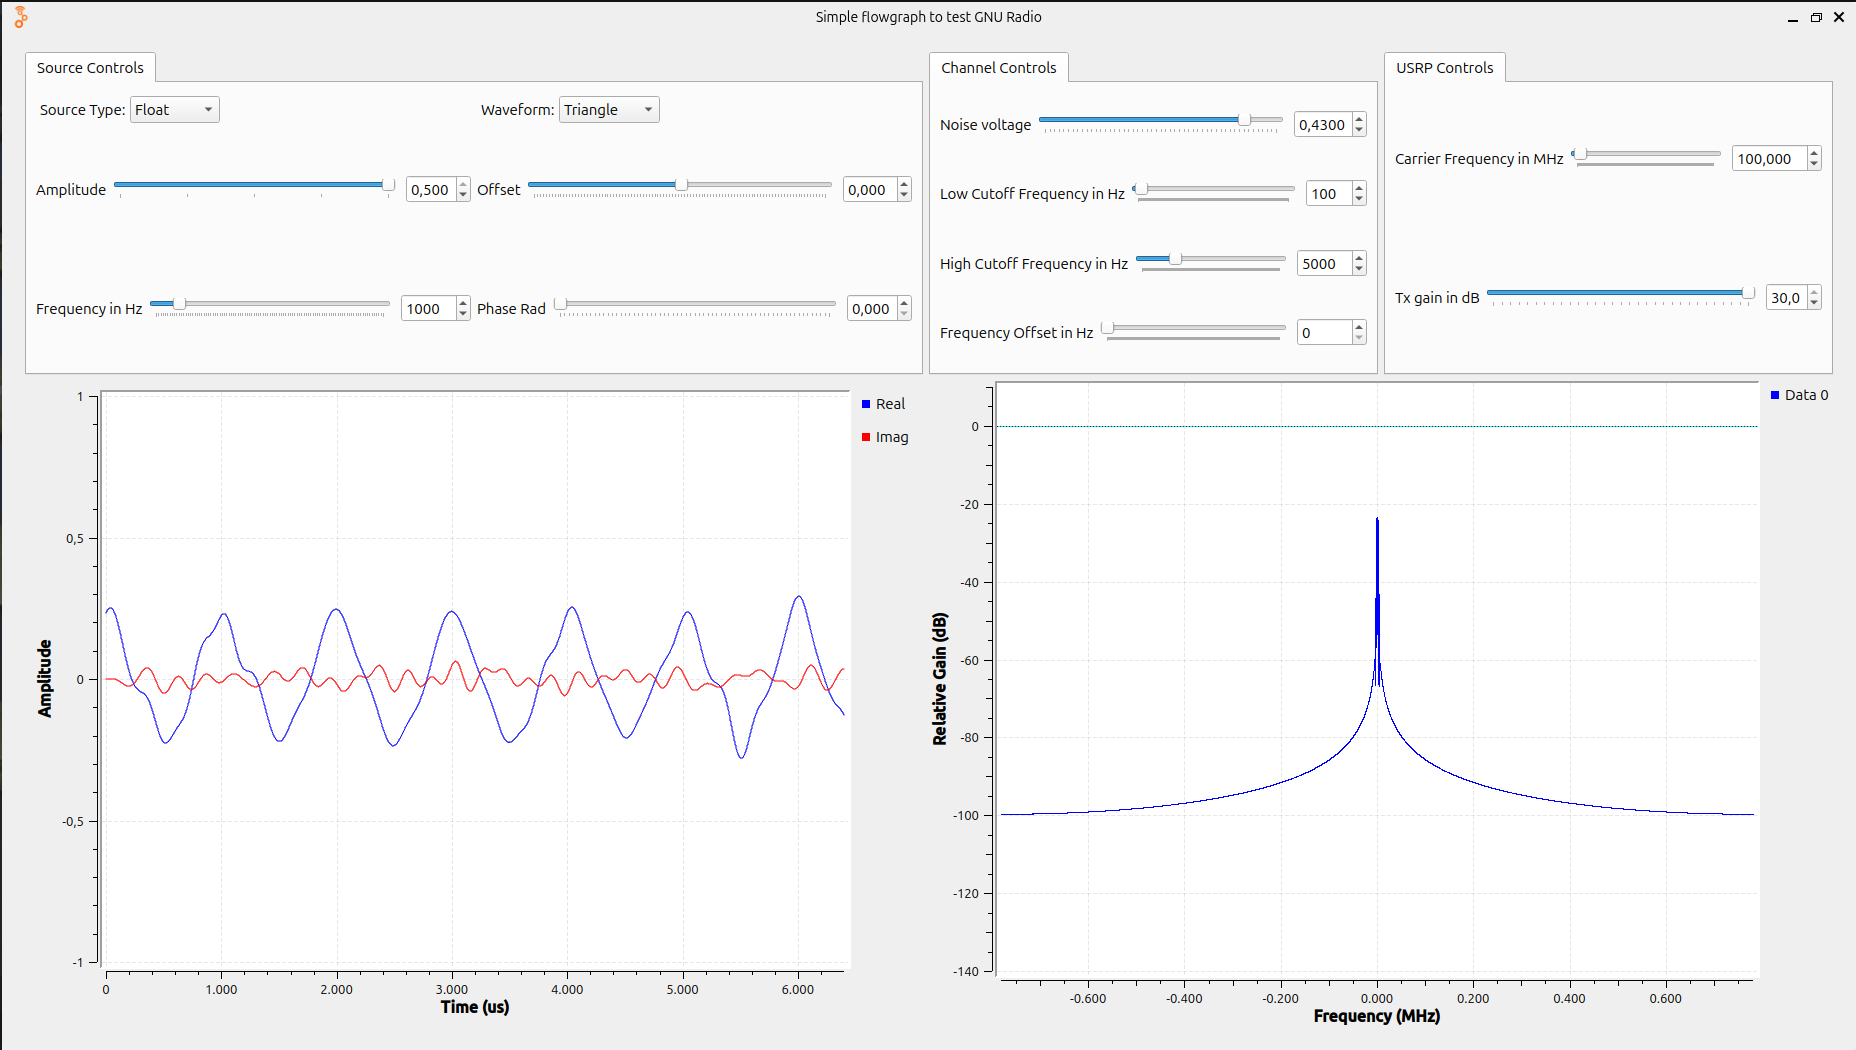 Simple flowgraph to test GNU Radio
Source Controls
Source Type: Float
Waveform: Triangle
Amplitude 0,500
Offset 0,000
Frequency in Hz 1000
Phase Rad 0,000
Channel Controls
Noise voltage 0,4300
Low Cutoff Frequency in Hz 100
High Cutoff Frequency in Hz 5000
Frequency Offset in Hz 0
USRP Controls
Carrier Frequency in MHz 100,000
Tx gain in dB 30,0
Real
Imag
1
0,5
0
-0,5
-1
Amplitude
0 1.000 2.000 3.000 4.000 5.000 6.000
Time (us)
Data 0
0
-20
-40
-60
-80
-100
-120
-140
Relative Gain (dB)
-0.600 -0.400 -0.200 0.000 0.200 0.400 0.600
Frequency (MHz)